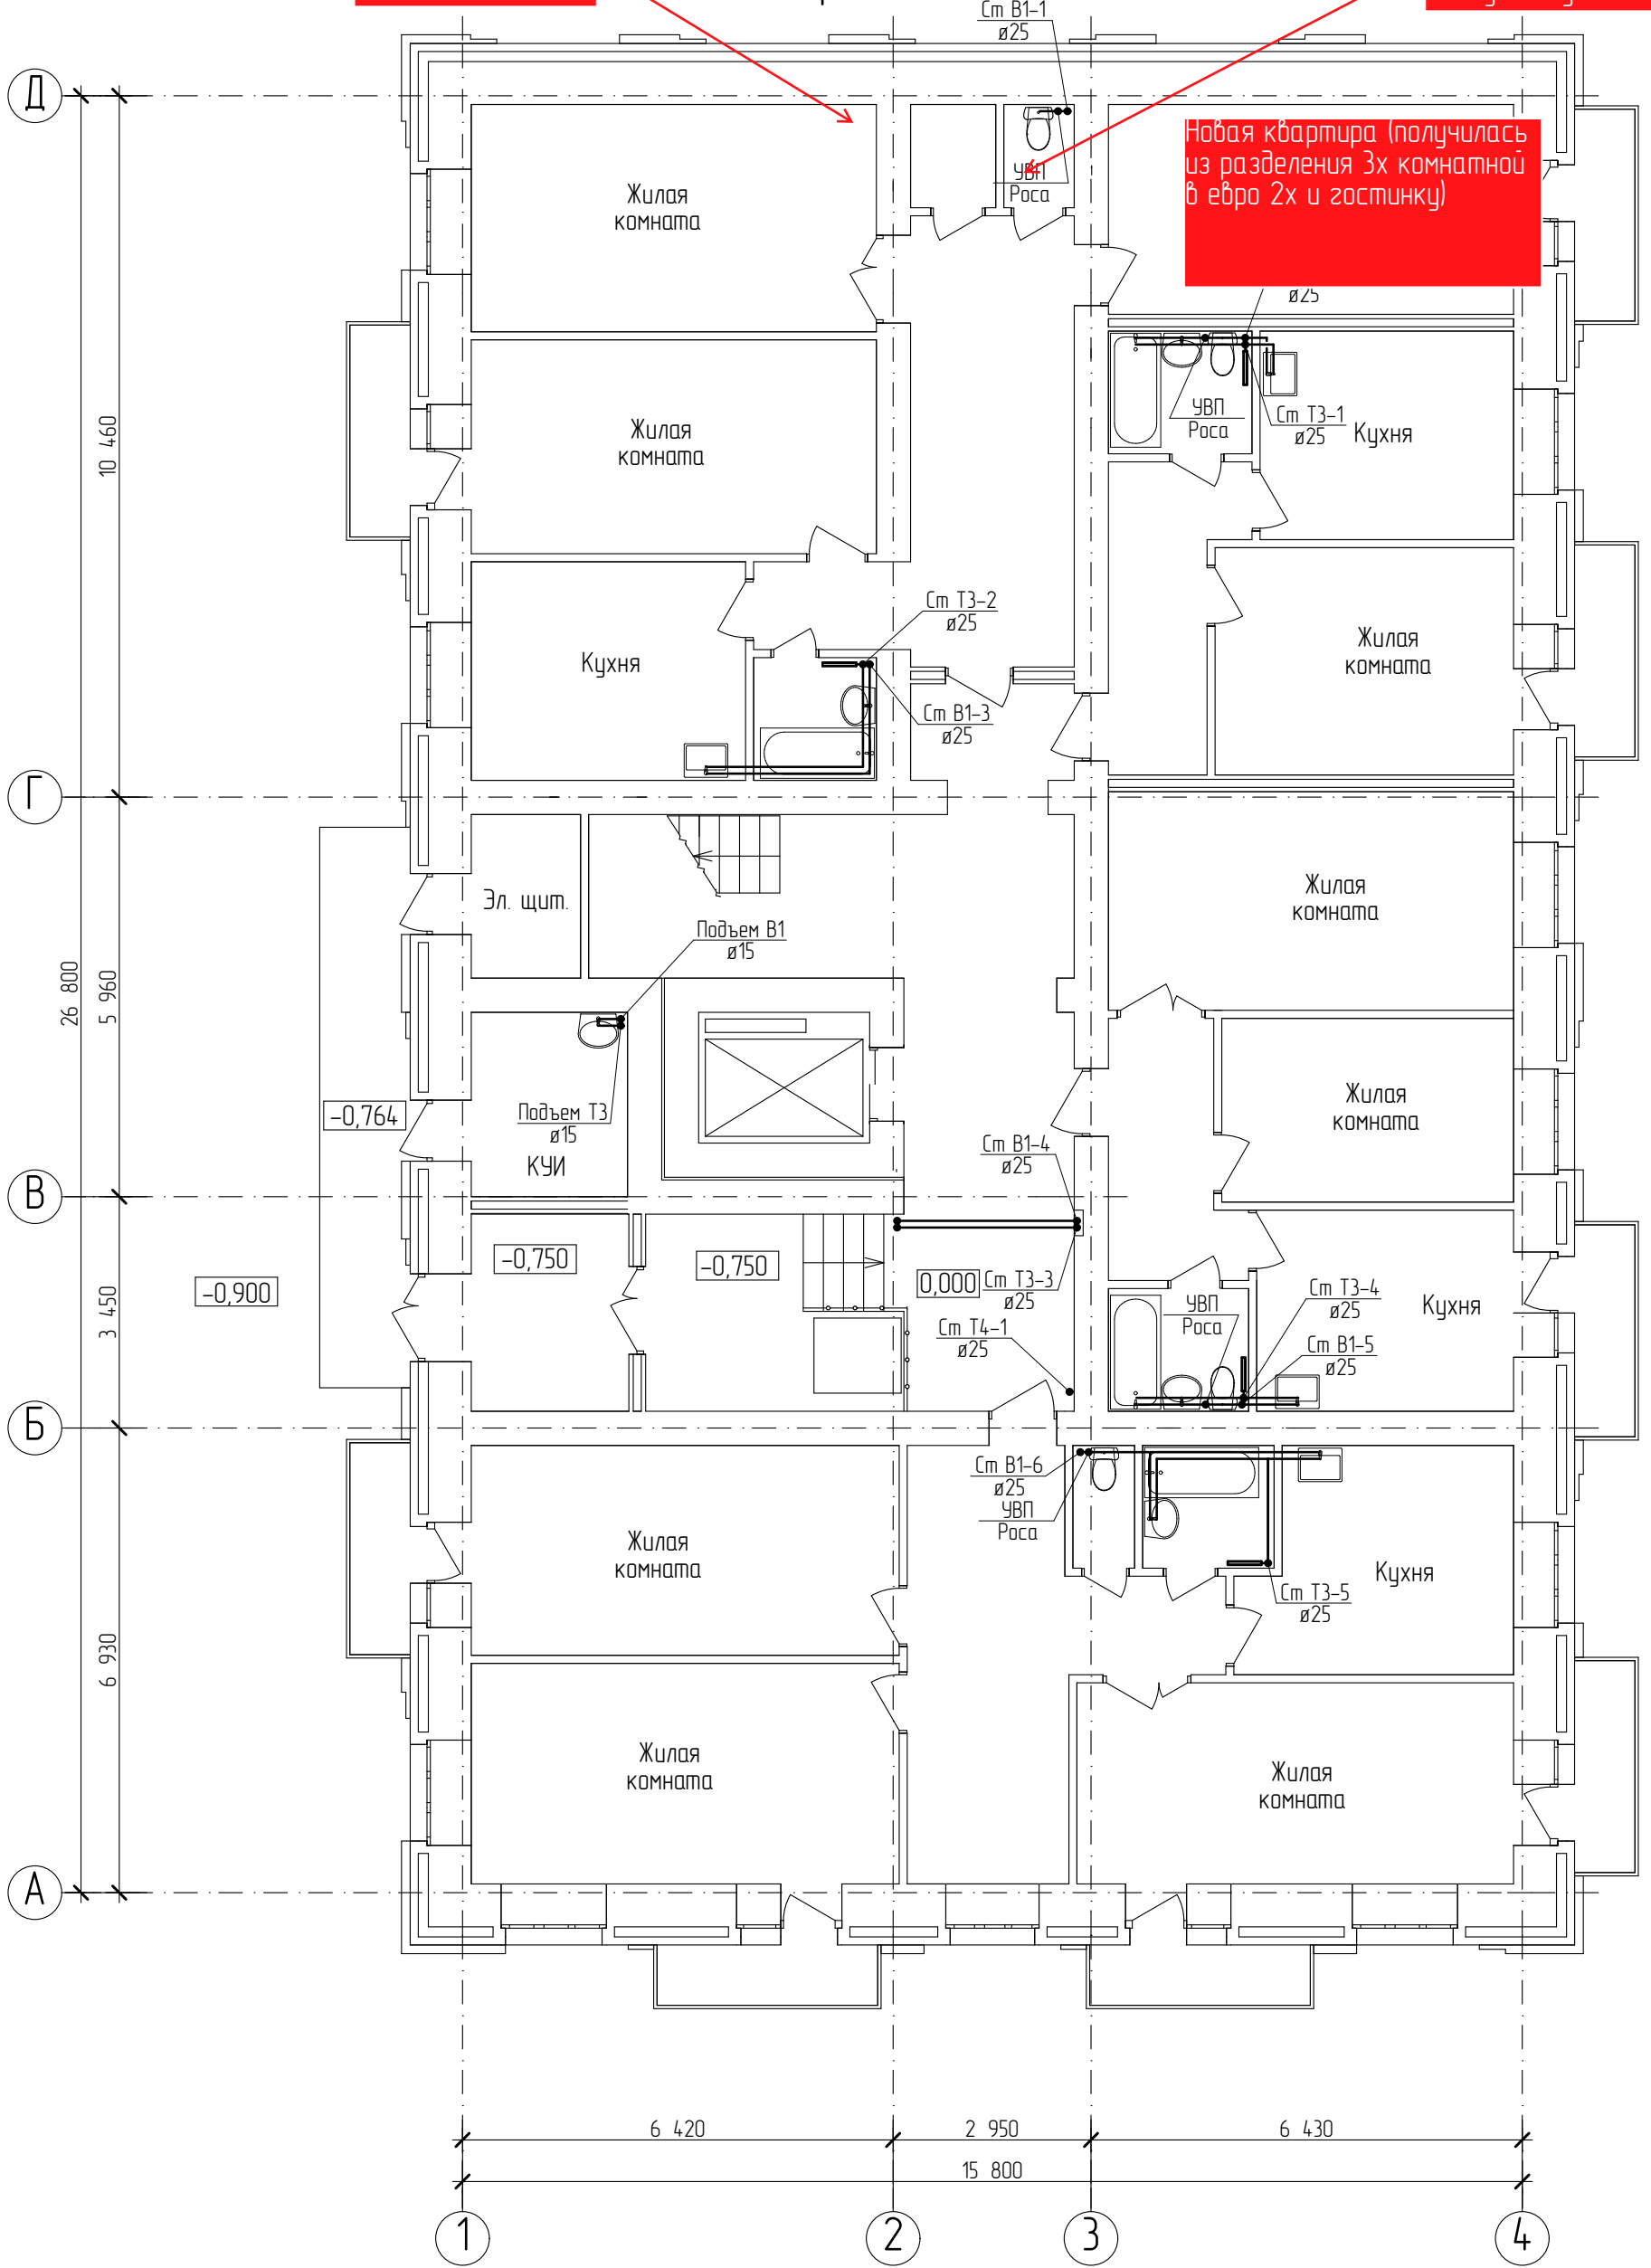 Ст В1-1
ø25
Д
Новая квартира (получилась
из разделения 3х комнатной
в евро 2х и гостинку)
УВП
Роса
Жилая
комната
ø25
УВП
Роса
Ст Т3-1
ø25
Кухня
Жилая
комната
10 460
Ст Т3-2
ø25
Жилая
комната
Кухня
Ст В1-3
ø25
Г
Жилая
комната
Эл. щит.
Подъем В1
ø15
26 800
5 960
Жилая
комната
-0,764
Подъем Т3
ø15
КУИ
Ст В1-4
ø25
В
-0,750
-0,750
-0,900
0,000
Ст Т3-3
ø25
Ст Т3-4
ø25
Кухня
УВП
Роса
3 450
Ст Т4-1
ø25
Ст В1-5
ø25
Б
Ст В1-6
ø25
УВП
Роса
Жилая
комната
Кухня
Ст Т3-5
ø25
6 930
Жилая
комната
Жилая
комната
А
6 420
2 950
6 430
15 800
1
2
3
4